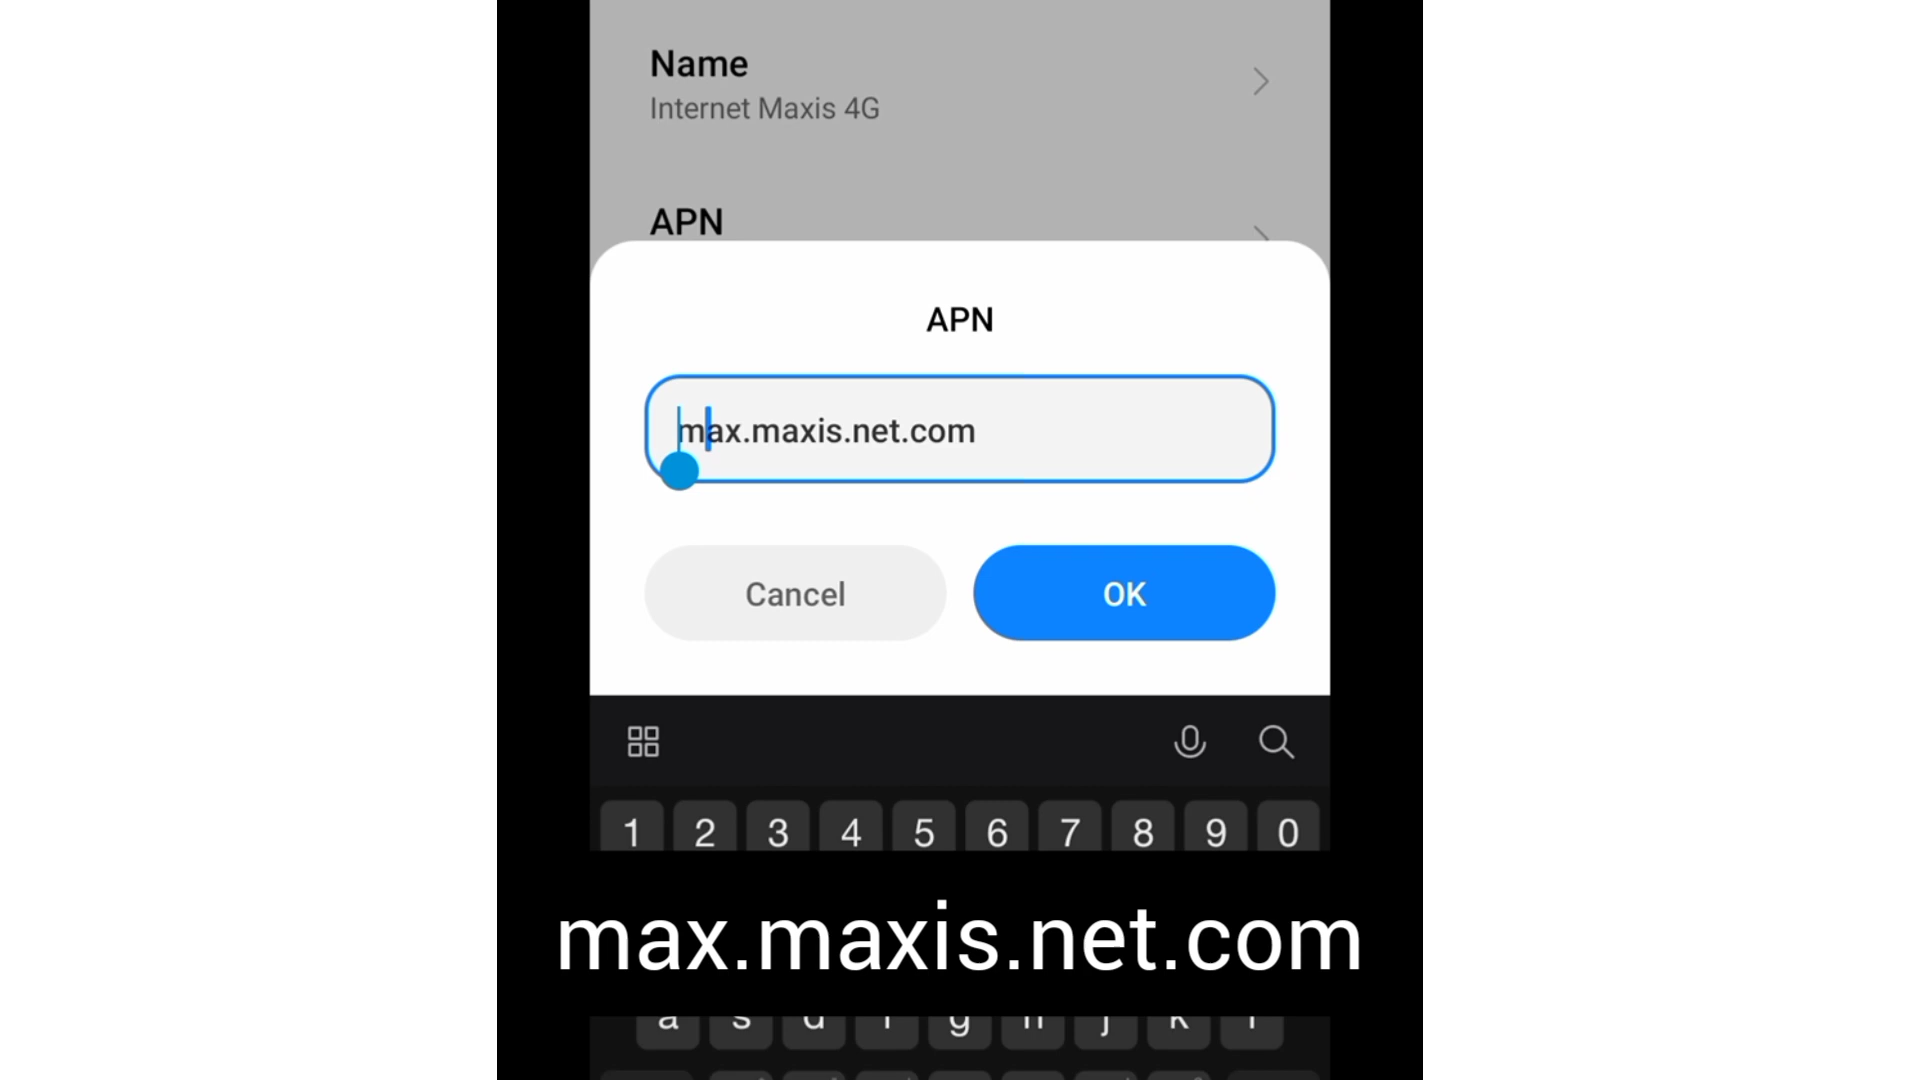 Name
Internet Maxis 4G
APN
APN
max.maxis.net.com
Cancel
OK
1 2 3 4 5 6 7 8 9 0
max.maxis.net.com
a s d f g h j k l